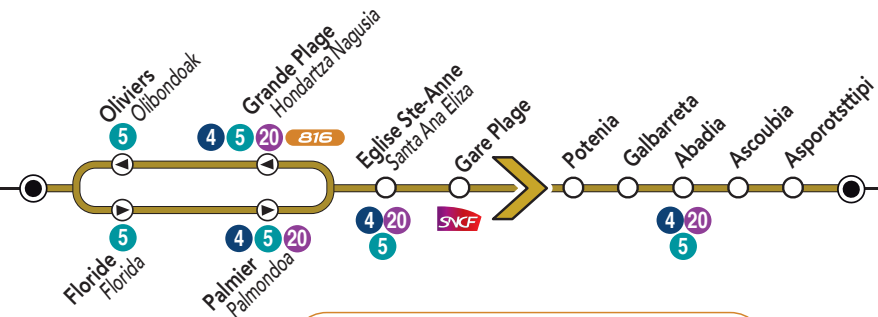 Oliviers
Olibondoak
5
Grande Plage
Hondartza Nagusia
4 5 20 816
Eglise Ste-Anne
Santa Ana Eliza
4 20
5
Gare Plage
SNCF
Potenia
Galbarreta
Abadia
4 20
5
Ascoubia
Asporotsttipi
5
Floride
Florida
4 5 20
Palmier
Palmondoa